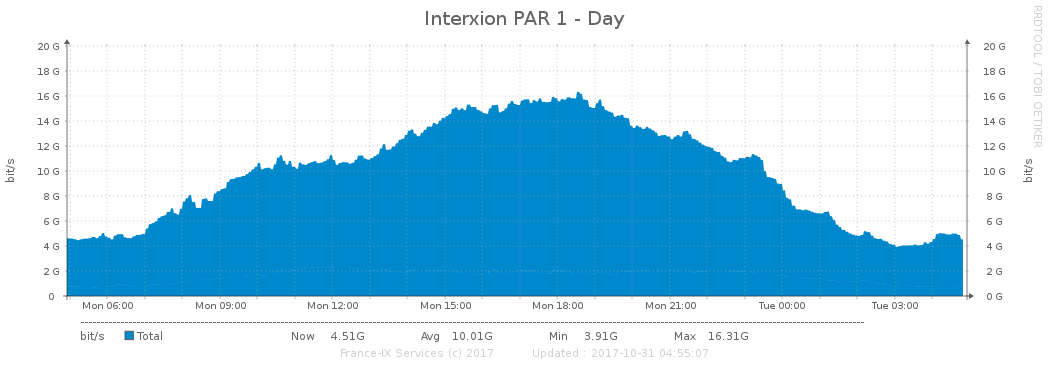 Interxion PAR 1 - Day
RRDTOOL / TOBI OETIKER
20 G 20 G
18 G 18 G
16 G 16 G
14 G 14 G
12 G 12 G
10 G 10 G
8 G 8 G
6 G 6 G
4 G 4 G
2 G 2 G
0 0 G
bit/s
bit/s
Mon 06:00 Mon 09:00 Mon 12:00 Mon 15:00 Mon 18:00 Mon 21:00 Tue 00:00 Tue 03:00
bit/s Total Now 4.51G Avg 10.01G Min 3.91G Max 16.31G
France-IX Services (c) 2017 Updated : 2017-10-31 04:55:07